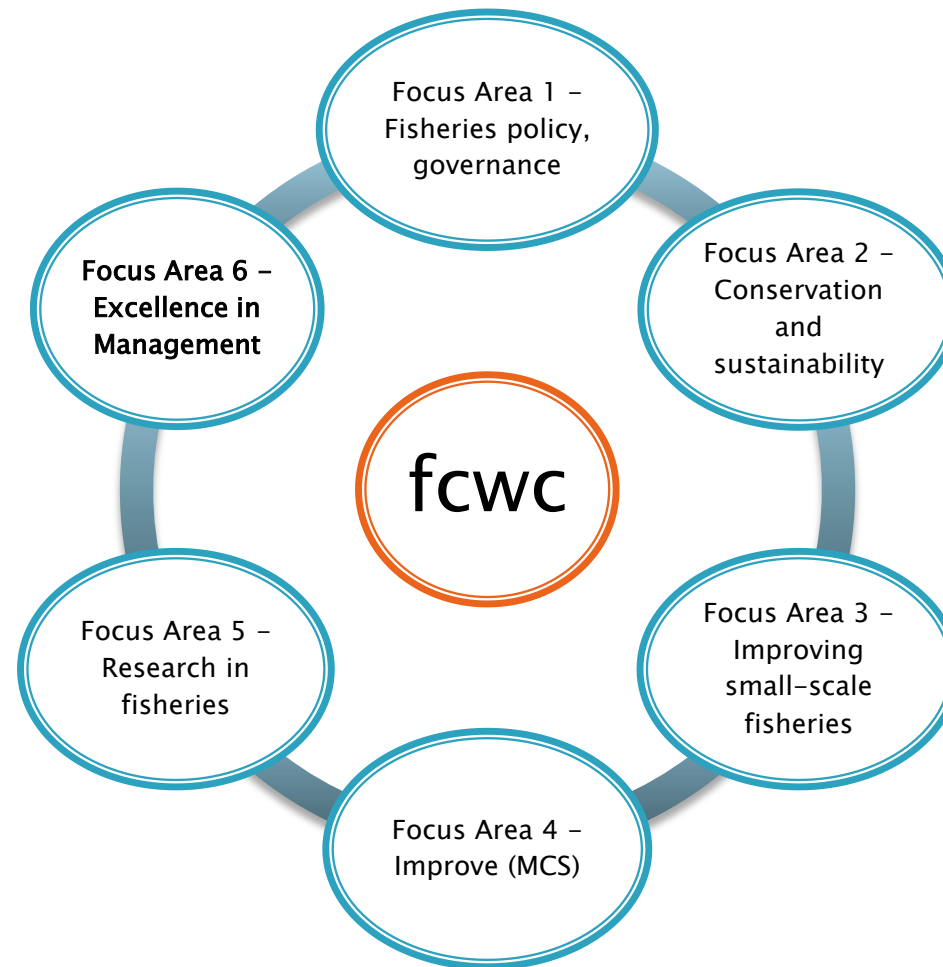 Focus Area 1 –
Fisheries policy,
governance
Focus Area 2 –
Conservation
and
sustainability
Focus Area 3 –
Improving
small-scale
fisheries
Focus Area 4 –
Improve (MCS)
Focus Area 5 –
Research in
fisheries
Focus Area 6 –
Excellence in
Management
fcwc